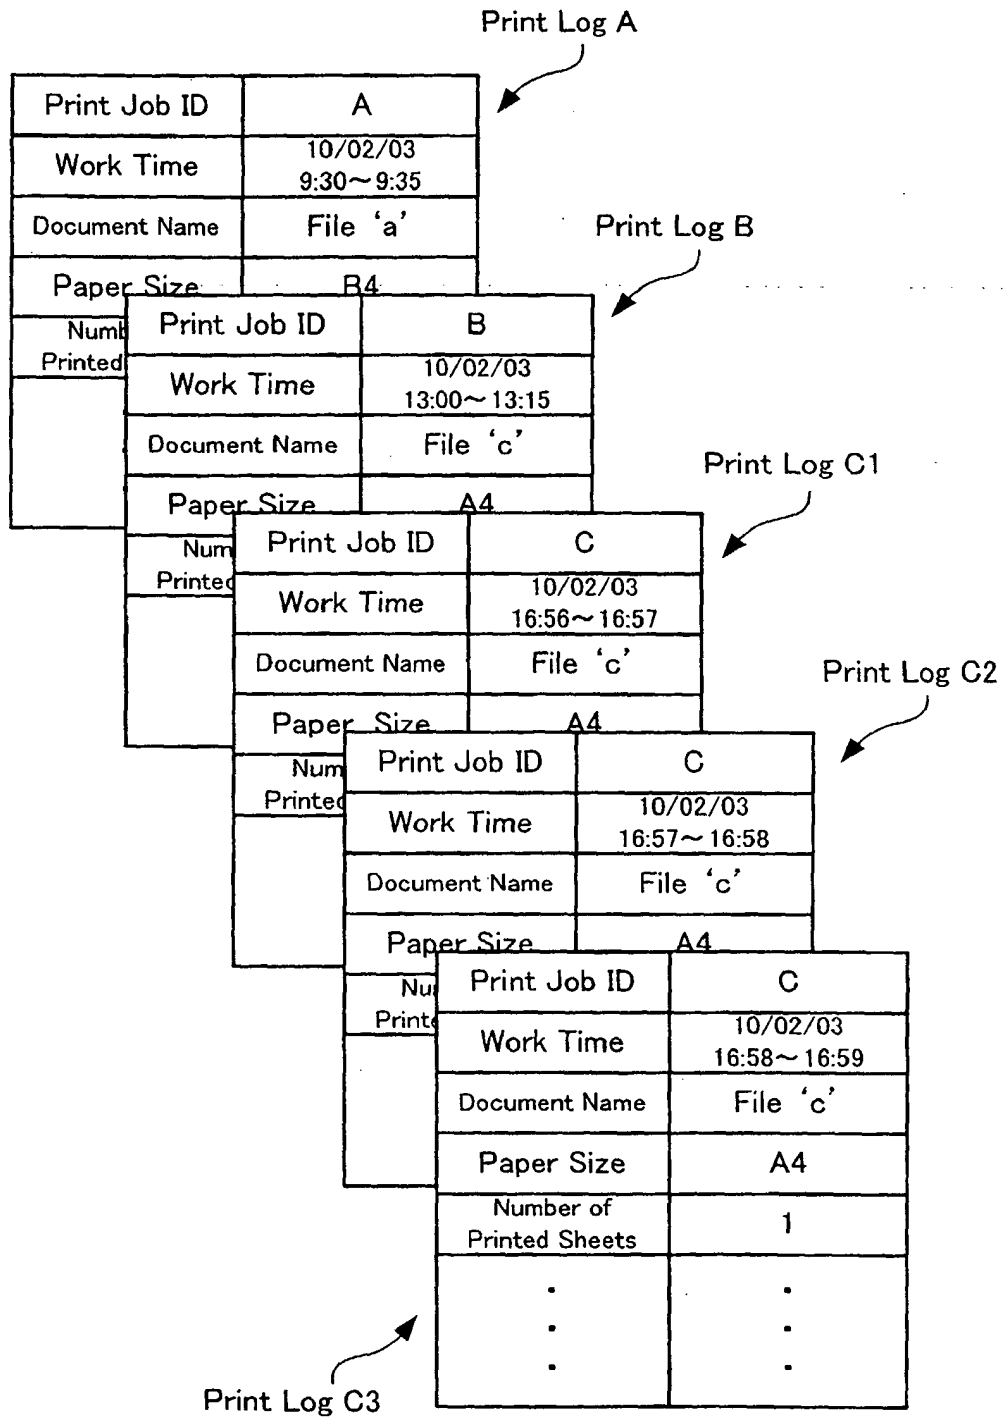 Print Log A
Print Job ID A
Work Time 10/02/03
9:30~9:35
Document Name File ‘a’
Paper Size B4
Print Log B
Print Job ID B
Work Time 10/02/03
13:00~13:15
Document Name File ‘c’
Paper Size A4
Print Log C1
Print Job ID C
Work Time 10/02/03
16:56~16:57
Document Name File ‘c’
Paper Size A4
Print Log C2
Print Job ID C
Work Time 10/02/03
16:57~16:58
Document Name File ‘c’
Paper Size A4
Print Job ID C
Work Time 10/02/03
16:58~16:59
Document Name File ‘c’
Paper Size A4
Number of
Printed Sheets 1
Print Log C3